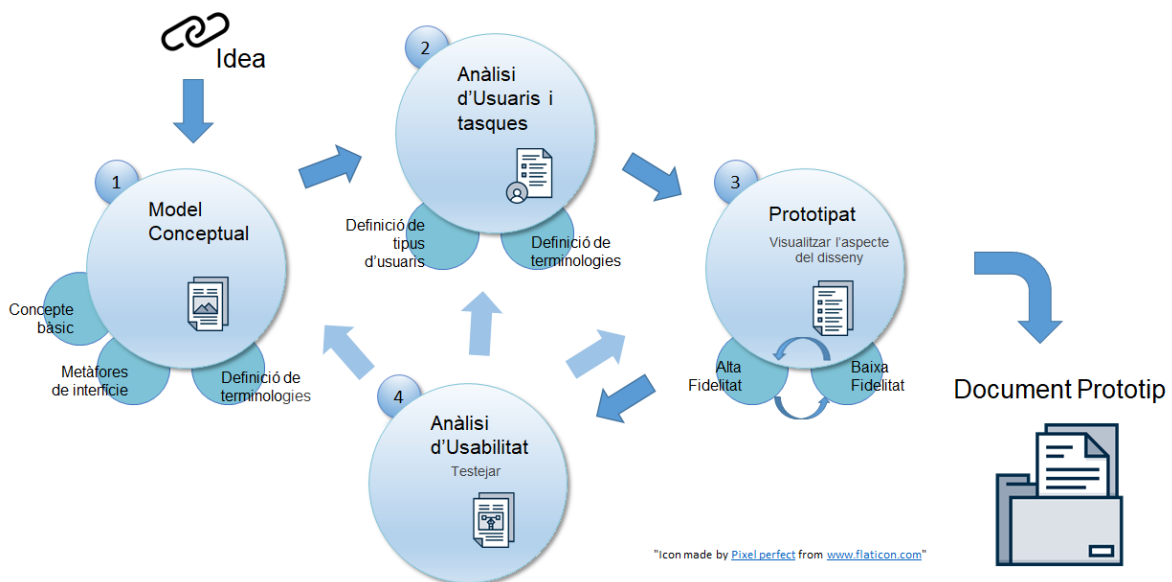 Idea
1
Model
Conceptual
Concepte
bàsic
Metàfores
de interfície
Definició de
terminologies
2
Anàlisi
d'Usuaris i
tasques
Definició de
tipus
d'usuaris
Definició de
terminologies
3
Prototipat
Visualitzar l'aspecte
del disseny
Alta
Fidelitat
Baixa
Fidelitat
4
Anàlisi
d'Usabilitat
Testejar
Document Prototip
"Icon made by Pixel perfect from www.flaticon.com"